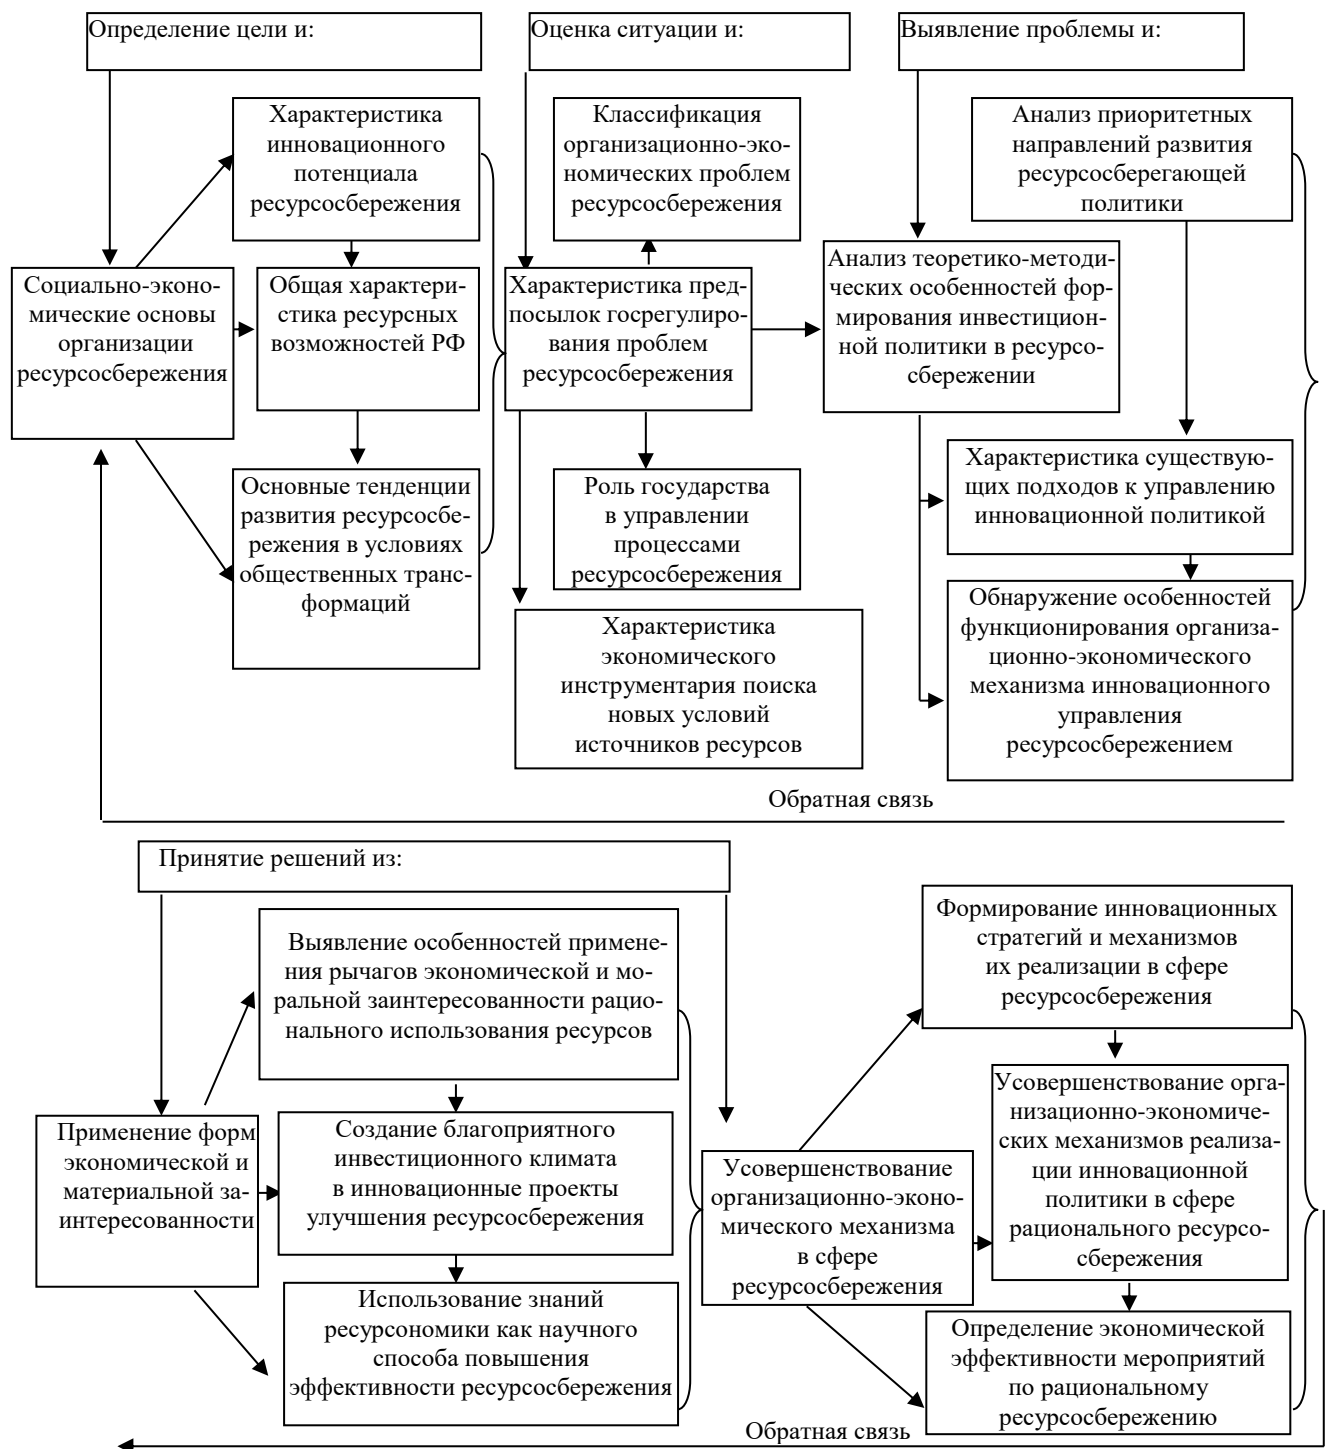 Определение цели и:
Оценка ситуации и:
Выявление проблемы и:
Характеристика
инновационного
потенциала
ресурсосбережения
Классификация
организационно-эко-
номических проблем
ресурсосбережения
Анализ приоритетных
направлений развития
ресурсосберегающей
политики
Социально-эконо-
мические основы
организации
ресурсосбережения
Общая характери-
стика ресурсных
возможностей РФ
Характеристика пред-
посылок госрегулиро-
вания проблем
ресурсосбережения
Анализ теоретико-методи-
ческих особенностей фор-
мирования инвестицион-
ной политики в ресурсо-
сбережении
Основные тенденции
развития ресурсосбе-
режения в условиях
общественных транс-
формаций
Роль государства
в управлении
процессами
ресурсосбережения
Характеристика существую-
щих подходов к управлению
инновационной политикой
Характеристика
экономического
инструментария поиска
новых условий
источников ресурсов
Обнаружение особенностей
функционирования организа-
ционно-экономического
механизма инновационного
управления
ресурсосбережением
Обратная связь
Принятие решений из:
Выявление особенностей примене-
ния рычагов экономической и мо-
ральной заинтересованности рацио-
нального использования ресурсов
Формирование инновационных
стратегий и механизмов
их реализации в сфере
ресурсосбережения
Применение форм
экономической и
материальной за-
интересованности
Создание благоприятного
инвестиционного климата
в инновационные проекты
улучшения ресурсосбережения
Усовершенствование
организационно-эконо-
мического механизма
в сфере
ресурсосбережения
Усовершенствование орга-
низационно-экономиче-
ских механизмов реализа-
ции инновационной
политики в сфере
рационального ресурсо-
сбережения
Использование знаний
ресурсономики как научного
способа повышения
эффективности ресурсосбережения
Определение экономической
эффективности мероприятий
по рациональному
ресурсосбережению
Обратная связь